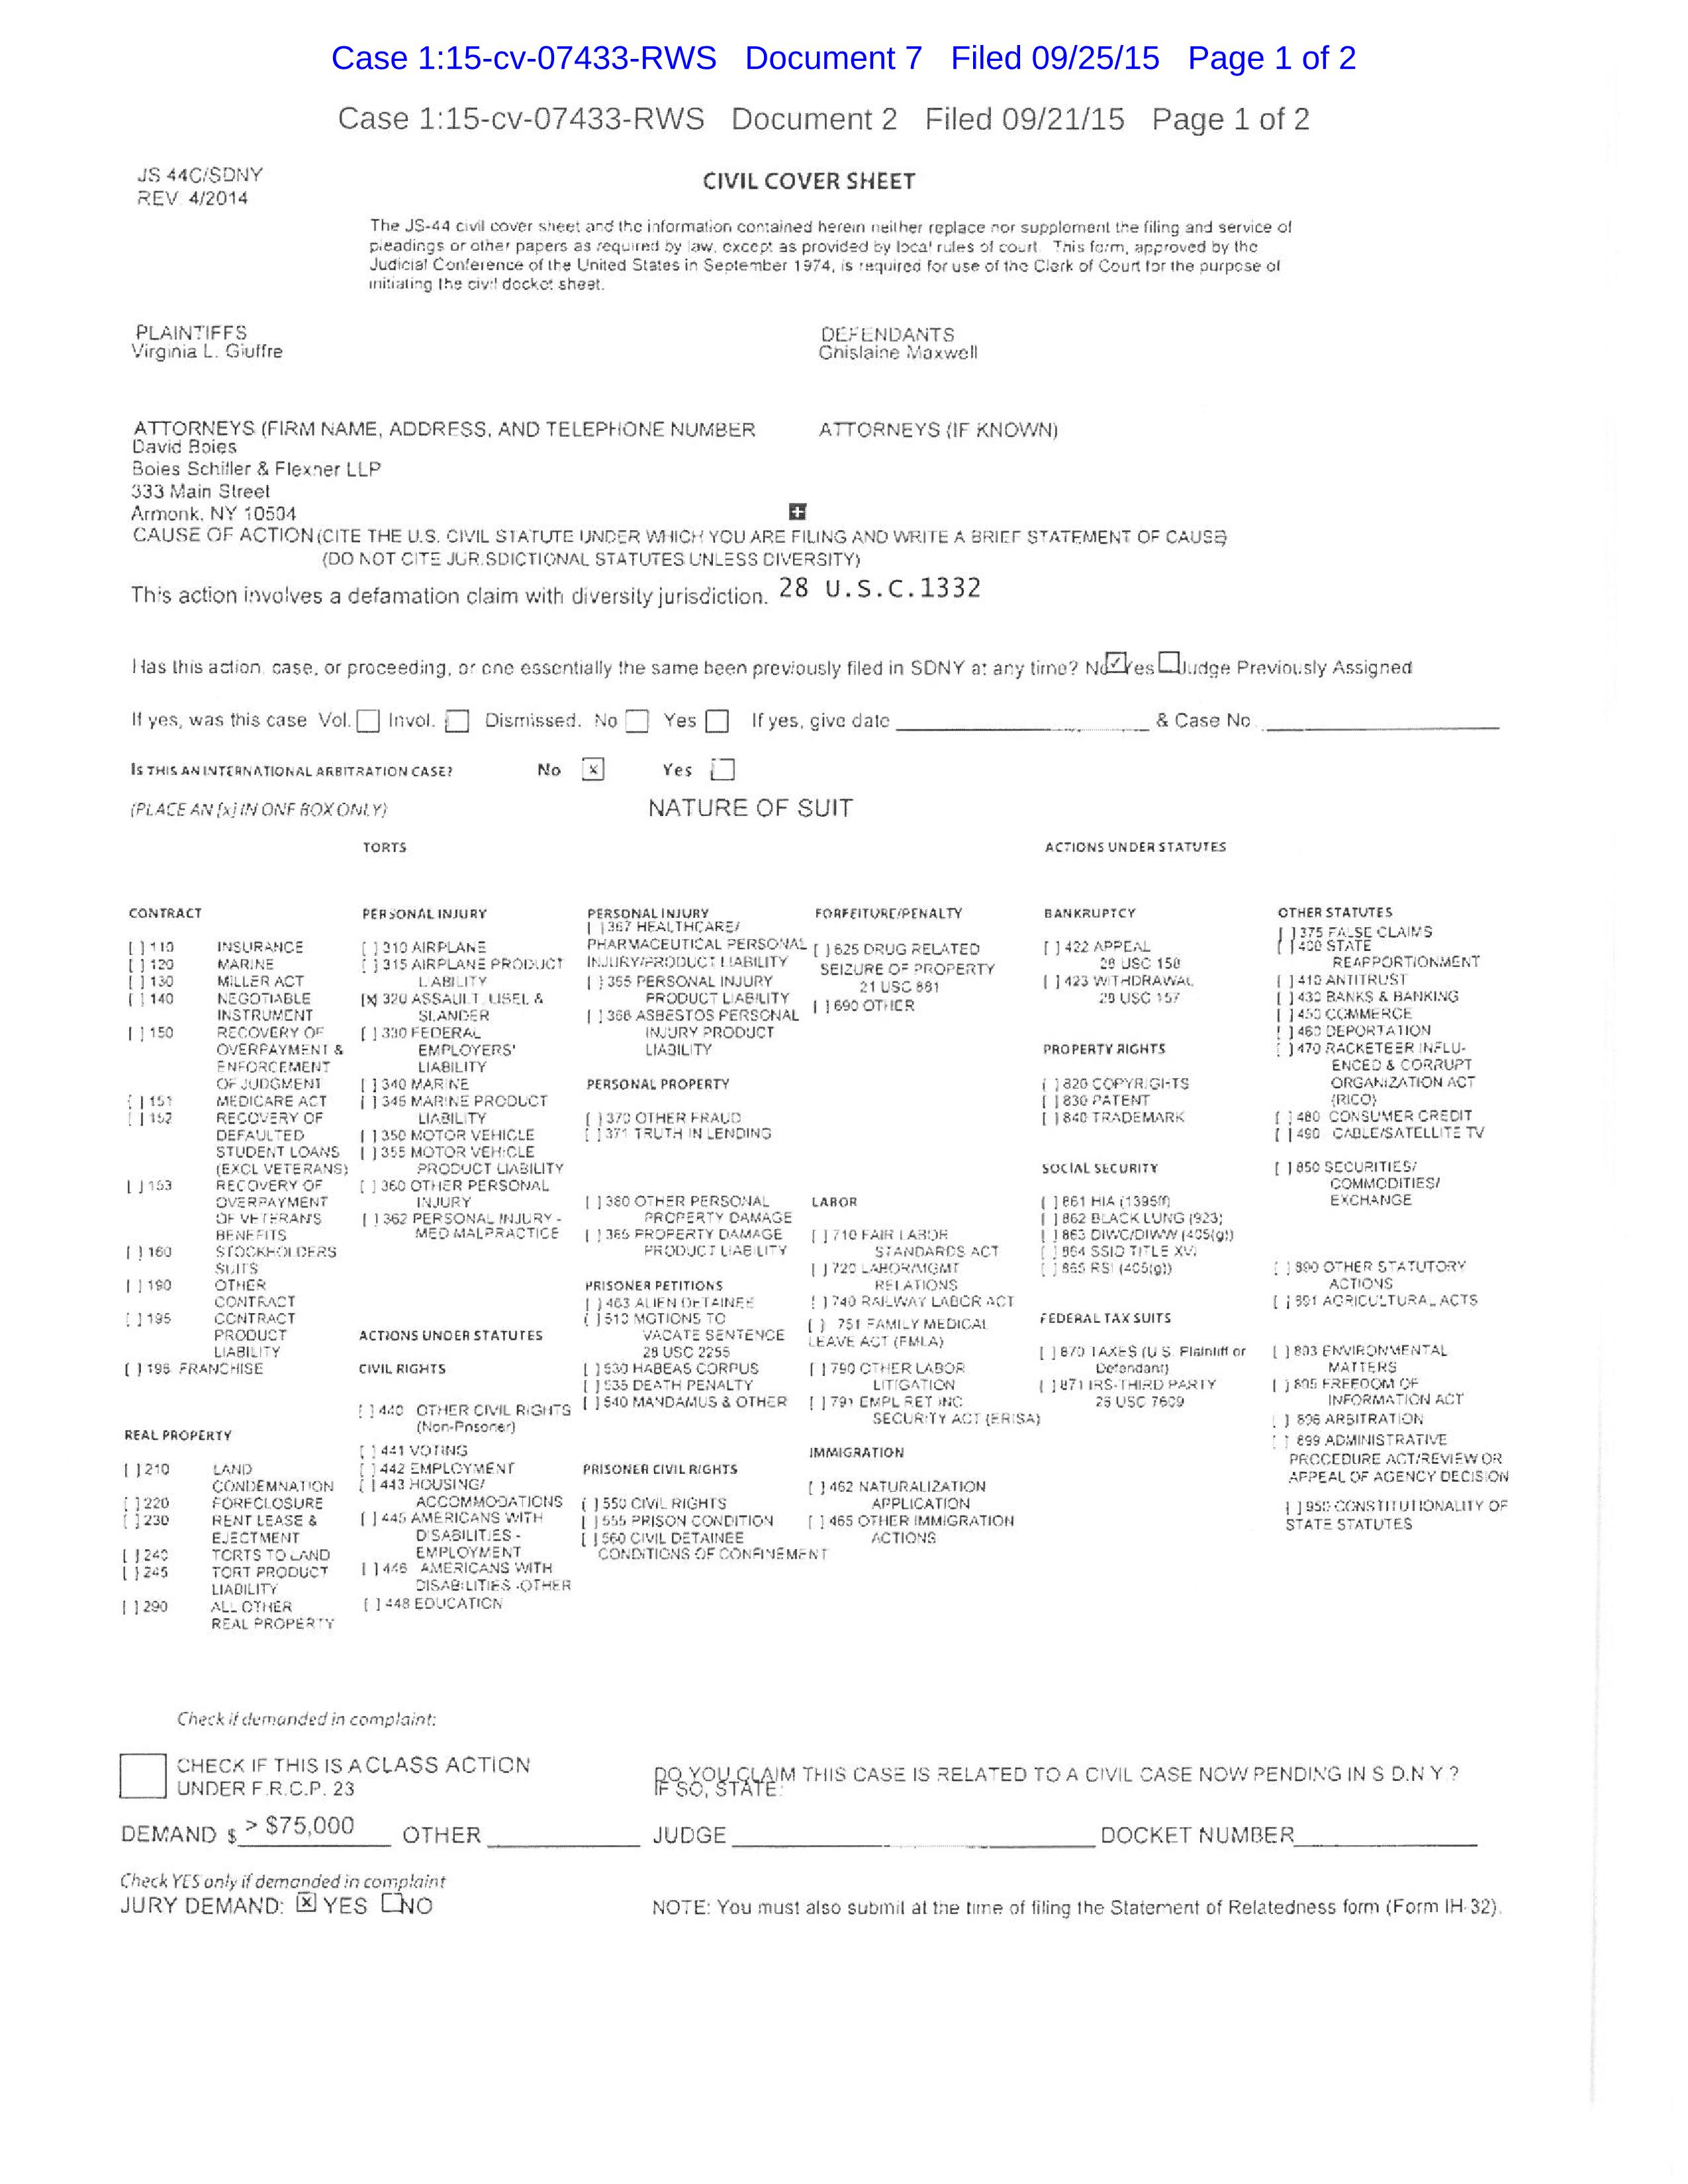 Case 1:15-cv-07433-RWS Document 7 Filed 09/25/15 Page 1 of 2
Case 1:15-cv-07433-RWS Document 2 Filed 09/21/15 Page 1 of 2
JS 44C/SDNY
REV. 4/2014
CIVIL COVER SHEET
The JS-44 civil cover sheet and the information contained herein neither replace nor supplement the filing and service of
pleadings or other papers as required by law, except as provided by local rules of court. This form, approved by the
Judicial Conference of the United States in September 1974, is required for use of the Clerk of Court for the purpose of
initiating the civil docket sheet.
PLAINTIFFS
Virginia L. Giuffre
DEFENDANTS
Ghislaine Maxwell
ATTORNEYS (FIRM NAME, ADDRESS, AND TELEPHONE NUMBER
David Boies
Boies Schiller & Flexner LLP
333 Main Street
Armonk, NY 10504
ATTORNEYS (IF KNOWN)
CAUSE OF ACTION (CITE THE U.S. CIVIL STATUTE UNDER WHICH YOU ARE FILING AND WRITE A BRIEF STATEMENT OF CAUSE)
(DO NOT CITE JURISDICTIONAL STATUTES UNLESS DIVERSITY)
This action involves a defamation claim with diversity jurisdiction. 28 U.S.C.1332
Has this action, case, or proceeding, or one essentially the same been previously filed in SDNY at any time? No ☑ Yes ☐ Judge Previously Assigned
If yes, was this case Vol. ☐ Invol. ☐ Dismissed. No ☐ Yes ☐ If yes, give date & Case No.
IS THIS AN INTERNATIONAL ARBITRATION CASE? No [x] Yes ☐
(PLACE AN [x] IN ONE BOX ONLY)
NATURE OF SUIT
TORTS
ACTIONS UNDER STATUTES
CONTRACT
[ ] 110 INSURANCE
[ ] 120 MARINE
[ ] 130 MILLER ACT
[ ] 140 NEGOTIABLE
INSTRUMENT
[ ] 150 RECOVERY OF
OVERPAYMENT &
ENFORCEMENT
OF JUDGMENT
[ ] 151 MEDICARE ACT
[ ] 152 RECOVERY OF
DEFAULTED
STUDENT LOANS
(EXCL VETERANS)
[ ] 153 RECOVERY OF
OVERPAYMENT
OF VETERANS
BENEFITS
[ ] 160 STOCKHOLDERS
SUITS
[ ] 190 OTHER
CONTRACT
[ ] 195 CONTRACT
PRODUCT
LIABILITY
[ ] 196 FRANCHISE
REAL PROPERTY
[ ] 210 LAND
CONDEMNATION
[ ] 220 FORECLOSURE
[ ] 230 RENT LEASE &
EJECTMENT
[ ] 240 TORTS TO LAND
[ ] 245 TORT PRODUCT
LIABILITY
[ ] 290 ALL OTHER
REAL PROPERTY
PERSONAL INJURY
[ ] 310 AIRPLANE
[ ] 315 AIRPLANE PRODUCT
LIABILITY
[x] 320 ASSAULT, LIBEL &
SLANDER
[ ] 330 FEDERAL
EMPLOYERS'
LIABILITY
[ ] 340 MARINE
[ ] 345 MARINE PRODUCT
LIABILITY
[ ] 350 MOTOR VEHICLE
[ ] 355 MOTOR VEHICLE
PRODUCT LIABILITY
[ ] 360 OTHER PERSONAL
INJURY
[ ] 362 PERSONAL INJURY -
MED MALPRACTICE
ACTIONS UNDER STATUTES
CIVIL RIGHTS
[ ] 440 OTHER CIVIL RIGHTS
(Non-Prisoner)
[ ] 441 VOTING
[ ] 442 EMPLOYMENT
[ ] 443 HOUSING/
ACCOMMODATIONS
[ ] 445 AMERICANS WITH
DISABILITIES -
EMPLOYMENT
[ ] 446 AMERICANS WITH
DISABILITIES -OTHER
[ ] 448 EDUCATION
PERSONAL INJURY
[ ] 367 HEALTHCARE/
PHARMACEUTICAL PERSONAL
INJURY/PRODUCT LIABILITY
[ ] 365 PERSONAL INJURY
PRODUCT LIABILITY
[ ] 368 ASBESTOS PERSONAL
INJURY PRODUCT
LIABILITY
PERSONAL PROPERTY
[ ] 370 OTHER FRAUD
[ ] 371 TRUTH IN LENDING
[ ] 380 OTHER PERSONAL
PROPERTY DAMAGE
[ ] 385 PROPERTY DAMAGE
PRODUCT LIABILITY
PRISONER PETITIONS
[ ] 463 ALIEN DETAINEE
[ ] 510 MOTIONS TO
VACATE SENTENCE
28 USC 2255
[ ] 530 HABEAS CORPUS
[ ] 535 DEATH PENALTY
[ ] 540 MANDAMUS & OTHER
PRISONER CIVIL RIGHTS
[ ] 550 CIVIL RIGHTS
[ ] 555 PRISON CONDITION
[ ] 560 CIVIL DETAINEE
CONDITIONS OF CONFINEMENT
FORFEITURE/PENALTY
[ ] 625 DRUG RELATED
SEIZURE OF PROPERTY
21 USC 881
[ ] 690 OTHER
LABOR
[ ] 710 FAIR LABOR
STANDARDS ACT
[ ] 720 LABOR/MGMT
RELATIONS
[ ] 740 RAILWAY LABOR ACT
[ ] 751 FAMILY MEDICAL
LEAVE ACT (FMLA)
[ ] 790 OTHER LABOR
LITIGATION
[ ] 791 EMPL RET INC
SECURITY ACT (ERISA)
IMMIGRATION
[ ] 462 NATURALIZATION
APPLICATION
[ ] 465 OTHER IMMIGRATION
ACTIONS
BANKRUPTCY
[ ] 422 APPEAL
28 USC 158
[ ] 423 WITHDRAWAL
28 USC 157
PROPERTY RIGHTS
[ ] 820 COPYRIGHTS
[ ] 830 PATENT
[ ] 840 TRADEMARK
SOCIAL SECURITY
[ ] 861 HIA (1395ff)
[ ] 862 BLACK LUNG (923)
[ ] 863 DIWC/DIWW (405(g))
[ ] 864 SSID TITLE XVI
[ ] 865 RSI (405(g))
FEDERAL TAX SUITS
[ ] 870 TAXES (U.S. Plaintiff or
Defendant)
[ ] 871 IRS-THIRD PARTY
26 USC 7609
OTHER STATUTES
[ ] 375 FALSE CLAIMS
[ ] 400 STATE
REAPPORTIONMENT
[ ] 410 ANTITRUST
[ ] 430 BANKS & BANKING
[ ] 450 COMMERCE
[ ] 460 DEPORTATION
[ ] 470 RACKETEER INFLU-
ENCED & CORRUPT
ORGANIZATION ACT
(RICO)
[ ] 480 CONSUMER CREDIT
[ ] 490 CABLE/SATELLITE TV
[ ] 850 SECURITIES/
COMMODITIES/
EXCHANGE
[ ] 890 OTHER STATUTORY
ACTIONS
[ ] 891 AGRICULTURAL ACTS
[ ] 893 ENVIRONMENTAL
MATTERS
[ ] 895 FREEDOM OF
INFORMATION ACT
[ ] 896 ARBITRATION
[ ] 899 ADMINISTRATIVE
PROCEDURE ACT/REVIEW OR
APPEAL OF AGENCY DECISION
[ ] 950 CONSTITUTIONALITY OF
STATE STATUTES
Check if demanded in complaint:
CHECK IF THIS IS A CLASS ACTION
UNDER F.R.C.P. 23
DO YOU CLAIM THIS CASE IS RELATED TO A CIVIL CASE NOW PENDING IN S.D.N.Y.?
IF SO, STATE:
DEMAND $ > $75,000 OTHER
JUDGE DOCKET NUMBER
Check YES only if demanded in complaint
JURY DEMAND: [x] YES ☐ NO
NOTE: You must also submit at the time of filing the Statement of Relatedness form (Form IH-32).